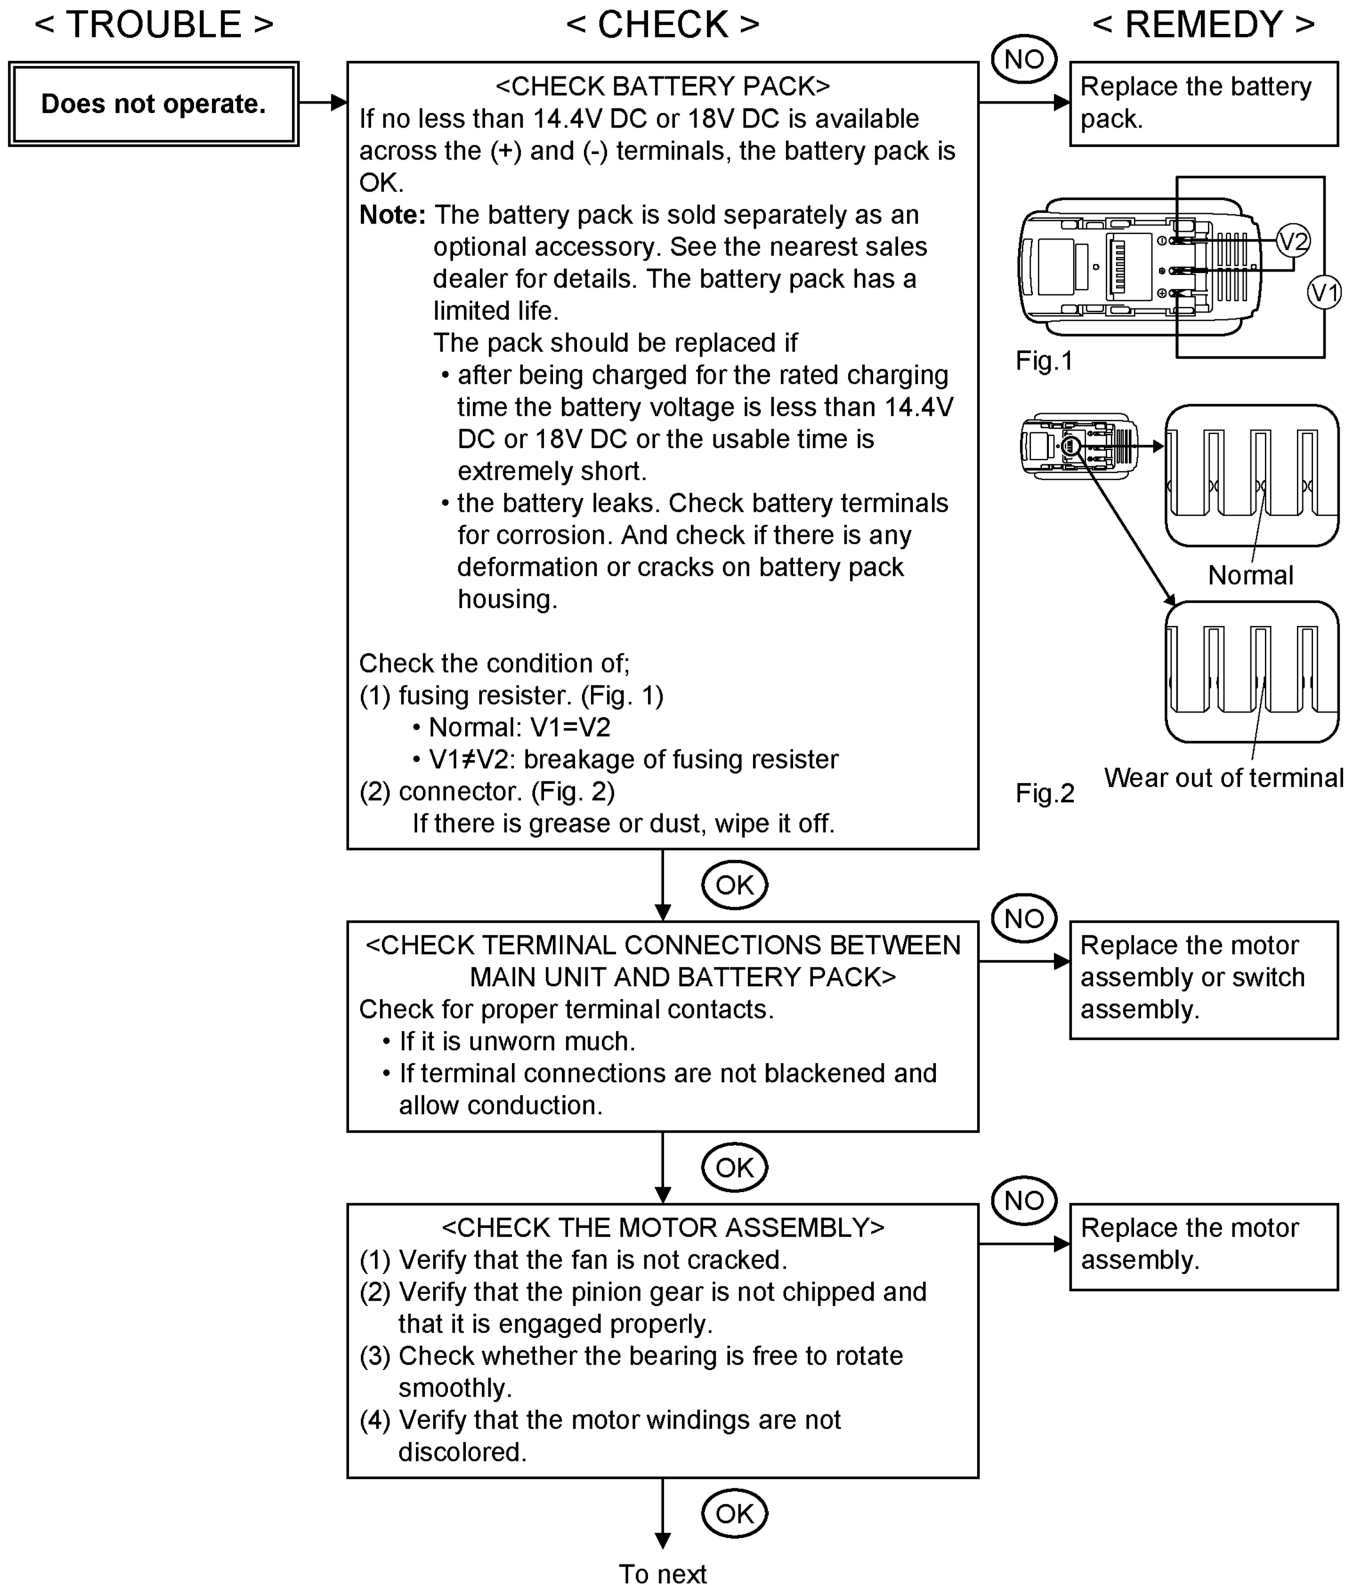 < TROUBLE >
< CHECK >
< REMEDY >
Does not operate.
<CHECK BATTERY PACK>
If no less than 14.4V DC or 18V DC is available
across the (+) and (-) terminals, the battery pack is
OK.
Note: The battery pack is sold separately as an
optional accessory. See the nearest sales
dealer for details. The battery pack has a
limited life.
The pack should be replaced if
• after being charged for the rated charging
time the battery voltage is less than 14.4V
DC or 18V DC or the usable time is
extremely short.
• the battery leaks. Check battery terminals
for corrosion. And check if there is any
deformation or cracks on battery pack
housing.
Check the condition of;
(1) fusing resister. (Fig. 1)
• Normal: V1=V2
• V1≠V2: breakage of fusing resister
(2) connector. (Fig. 2)
If there is grease or dust, wipe it off.
NO
Replace the battery
pack.
V2
V1
Fig.1
Normal
Wear out of terminal
Fig.2
OK
<CHECK TERMINAL CONNECTIONS BETWEEN
MAIN UNIT AND BATTERY PACK>
Check for proper terminal contacts.
• If it is unworn much.
• If terminal connections are not blackened and
allow conduction.
NO
Replace the motor
assembly or switch
assembly.
OK
<CHECK THE MOTOR ASSEMBLY>
(1) Verify that the fan is not cracked.
(2) Verify that the pinion gear is not chipped and
that it is engaged properly.
(3) Check whether the bearing is free to rotate
smoothly.
(4) Verify that the motor windings are not
discolored.
NO
Replace the motor
assembly.
OK
To next